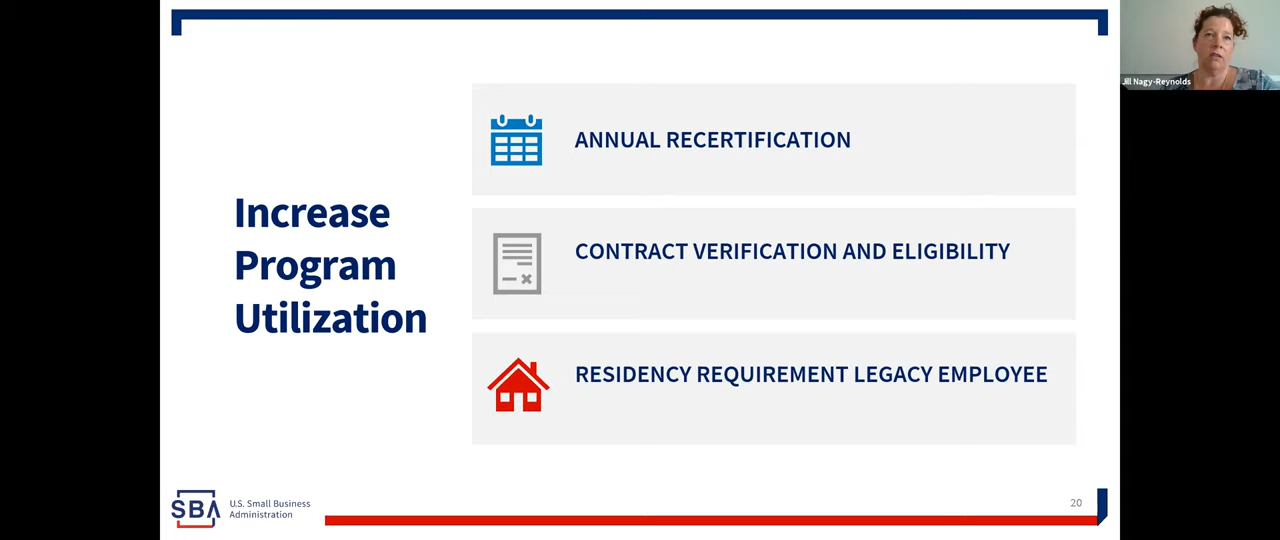 Jill Nagy-Reynolds
Increase
Program
Utilization
ANNUAL RECERTIFICATION
CONTRACT VERIFICATION AND ELIGIBILITY
RESIDENCY REQUIREMENT LEGACY EMPLOYEE
SBA
U.S. Small Business
Administration
20